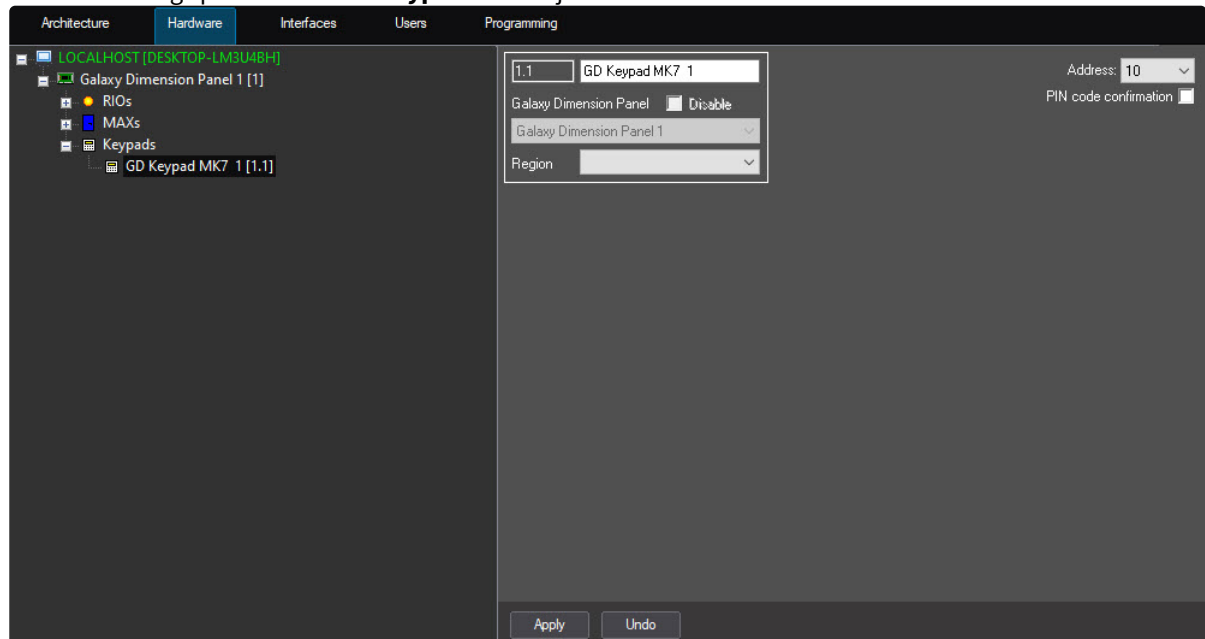 Architecture Hardware Interfaces Users Programming
LOCALHOST [DESKTOP-LM3U4BH]
Galaxy Dimension Panel 1 [1]
RIOs
MAXs
Keypads
GD Keypad MK7 1 [1.1]
1.1 GD Keypad MK7 1
Galaxy Dimension Panel Disable
Galaxy Dimension Panel 1
Region
Address: 10
PIN code confirmation
Apply Undo